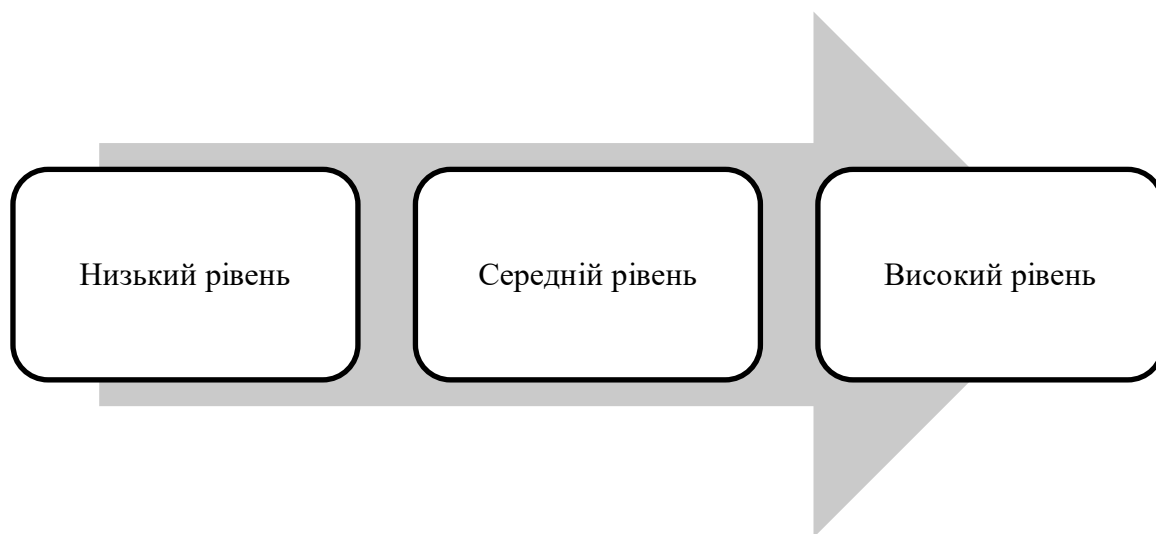 Низький рівень
Середній рівень
Високий рівень